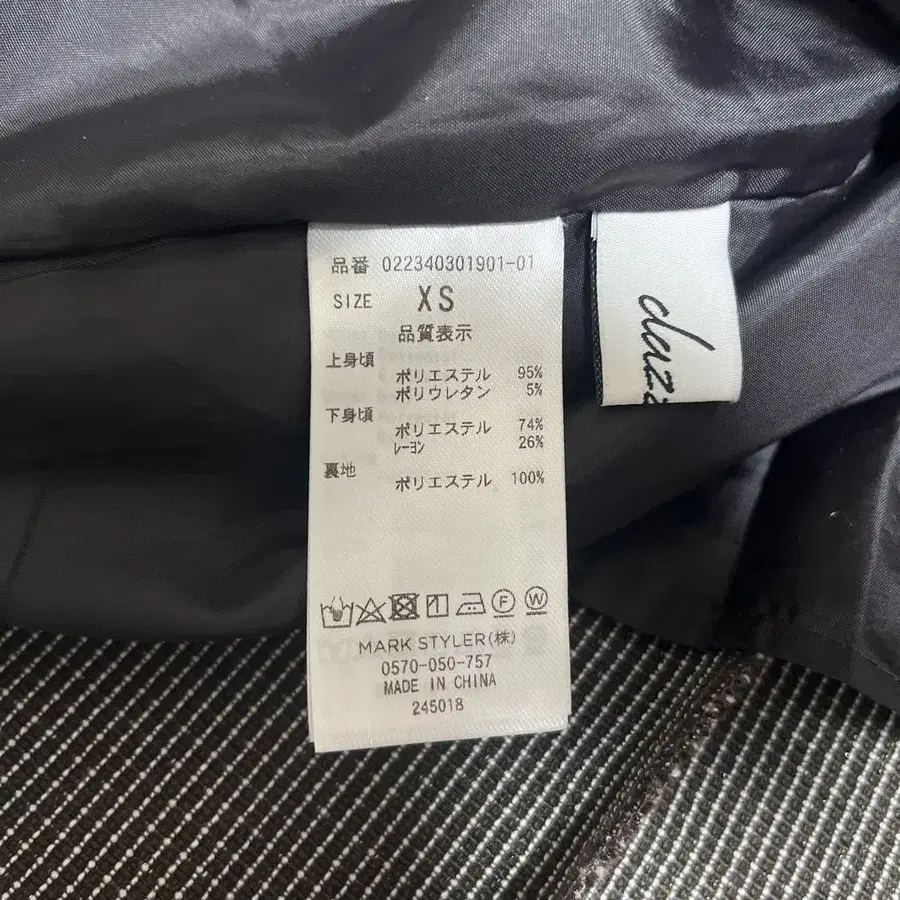 品番 022340301901-01
SIZE XS
品質表示
上身頃
ポリエステル 95%
ポリウレタン 5%
下身頃
ポリエステル 74%
レーヨン 26%
裏地
ポリエステル 100%
F W
MARK STYLER(株)
0570-050-757
MADE IN CHINA
245018